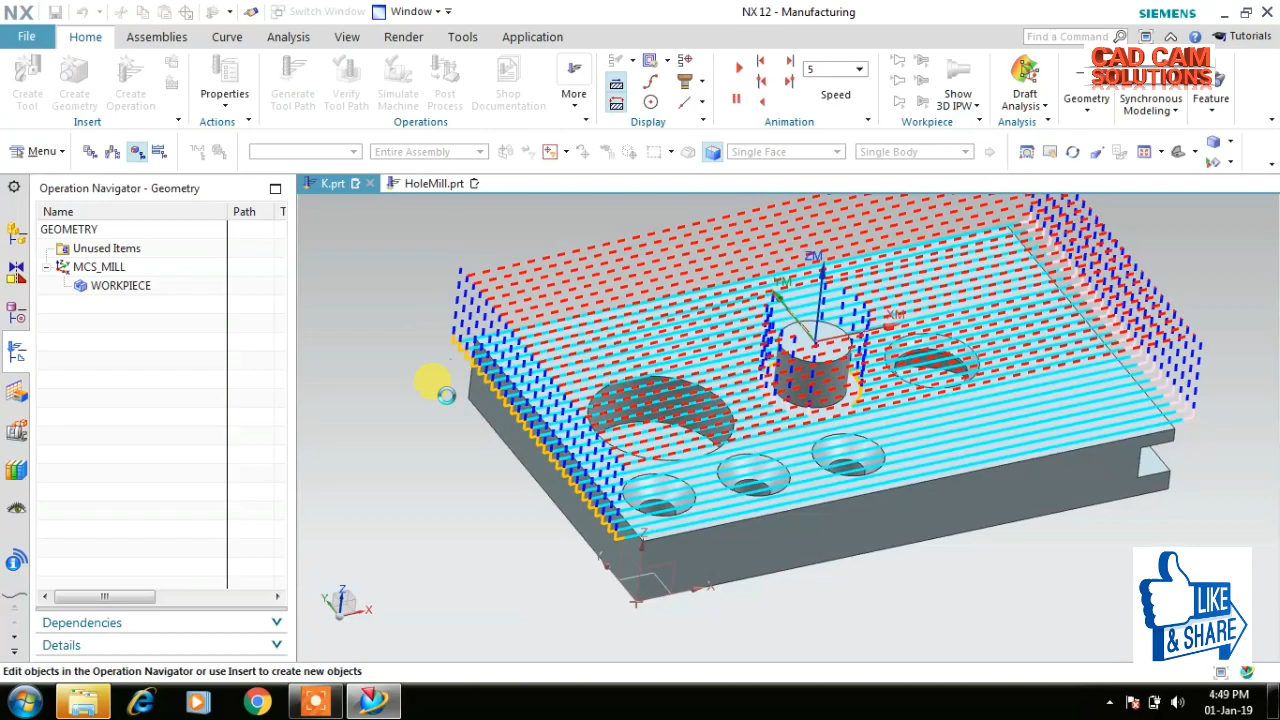 NX
Switch Window
Window
NX 12 - Manufacturing
SIEMENS
File
Home
Assemblies
Curve
Analysis
View
Render
Tools
Application
Find a Command
Tutorials
Create Tool
Create Geometry
Create Operation
Insert
Properties
Actions
Generate Tool Path
Verify Tool Path
Simulate Machine
Post Process
Shop Documentation
More
Operations
Display
5
Speed
Animation
Show 3D IPW
Workpiece
Draft Analysis
Analysis
Geometry
Synchronous Modeling
Feature
CAD CAM
SOLUTIONS
Menu
Entire Assembly
Single Face
Single Body
Operation Navigator - Geometry
K.prt
HoleMill.prt
Name
Path
T
GEOMETRY
Unused Items
MCS_MILL
WORKPIECE
ZM
YM
XM
Z
X
Z
Y
X
Dependencies
Details
LIKE
& SHARE
Edit objects in the Operation Navigator or use Insert to create new objects
4:49 PM
01-Jan-19